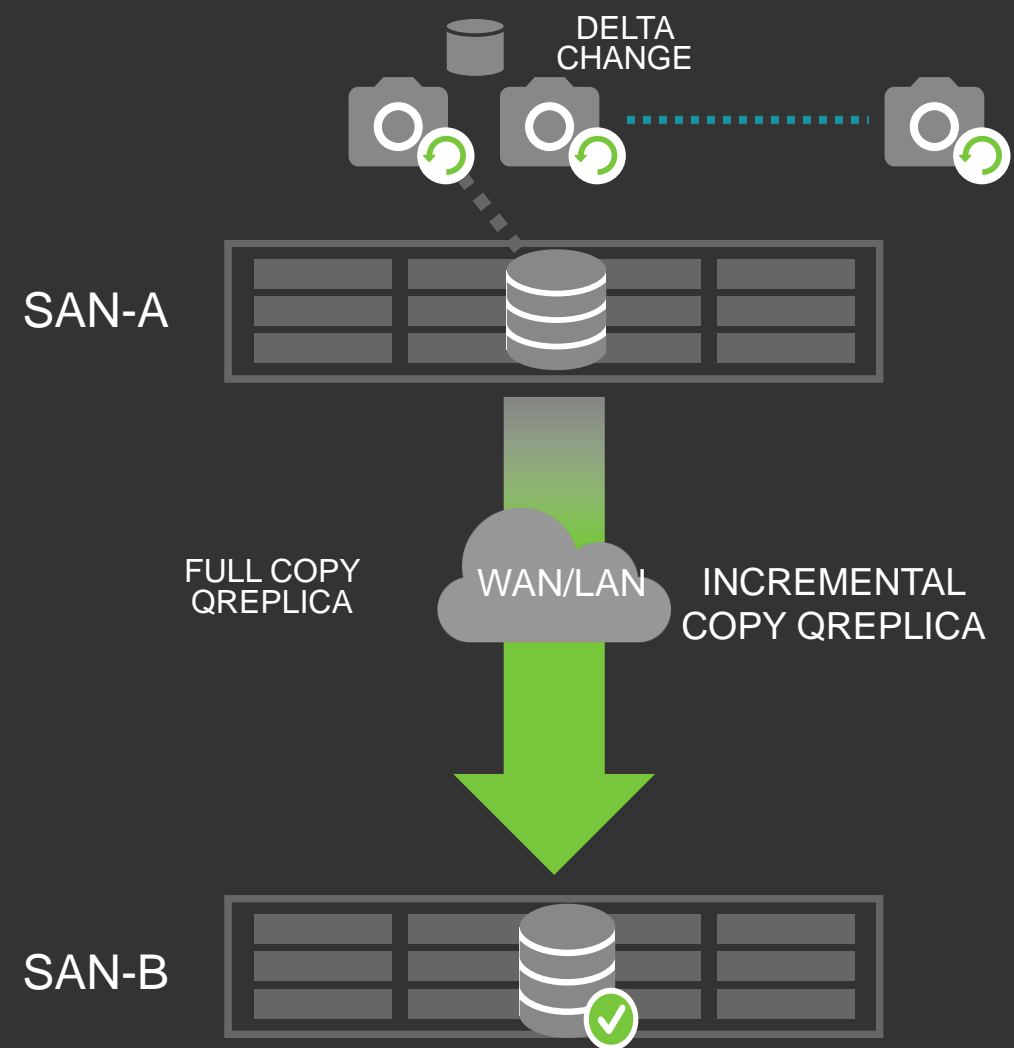 DELTA
CHANGE
SAN-A
FULL COPY
QREPLICA
WAN/LAN
INCREMENTAL
COPY QREPLICA
SAN-B